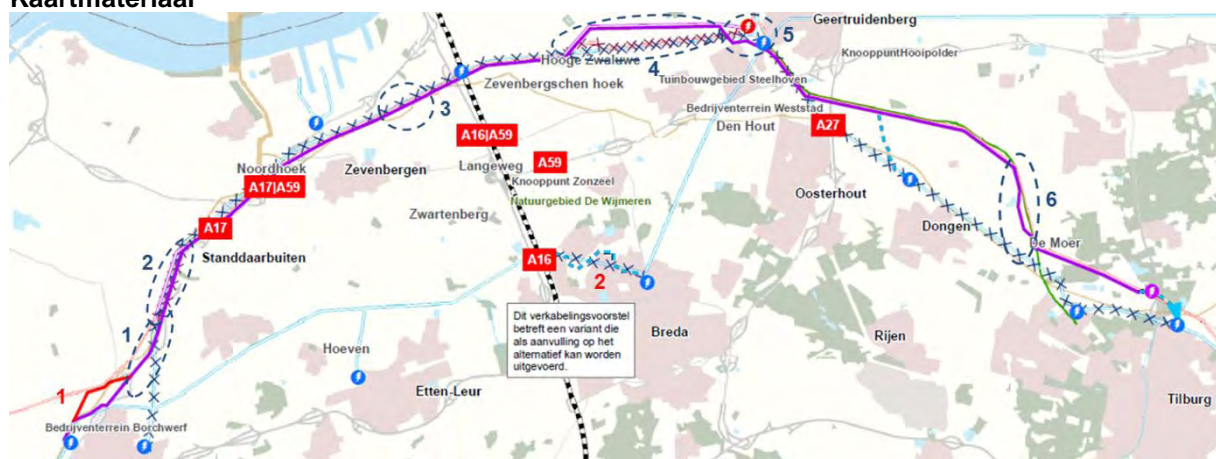 Kaartmateriaal
Geertruidenberg
5
Hooge Zwaluwe
4
KnooppuntHooipolder
Zevenbergschen hoek
Tuinbouwgebied Steelhoven
3
Bedrijventerrein Weststad
A16|A59
Den Hout
A27
Noordhoek
Zevenbergen
Langeweg
A59
A17|A59
Knooppunt Zonzeel
Oosterhout
6
Natuurgebied De Wijmeren
Zwartenberg
A17
Dongen
De Moer
2
Standdaarbuiten
A16
2
Dit verkabelingsvoorstel
betreft een variant die
als aanvulling op het
alternatief kan worden
uitgevoerd.
1
Breda
Rijen
Hoeven
1
Etten-Leur
Tilburg
Bedrijventerrein Borchwerf